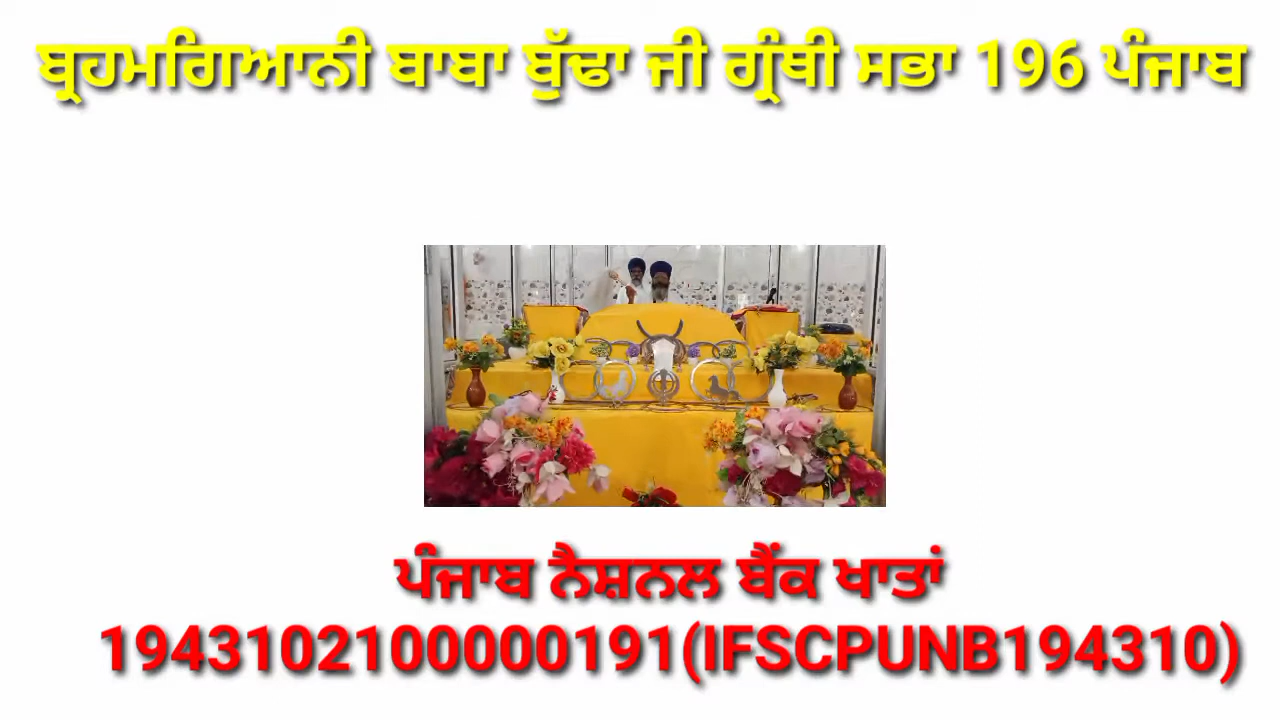 ਬ੍ਰਹਮਗਿਆਨੀ ਬਾਬਾ ਬੁੱਢਾ ਜੀ ਗ੍ਰੰਥੀ ਸਭਾ 196 ਪੰਜਾਬ
ਪੰਜਾਬ ਨੈਸ਼ਨਲ ਬੈਂਕ ਖਾਤਾਂ
1943102100000191(IFSCPUNB194310)